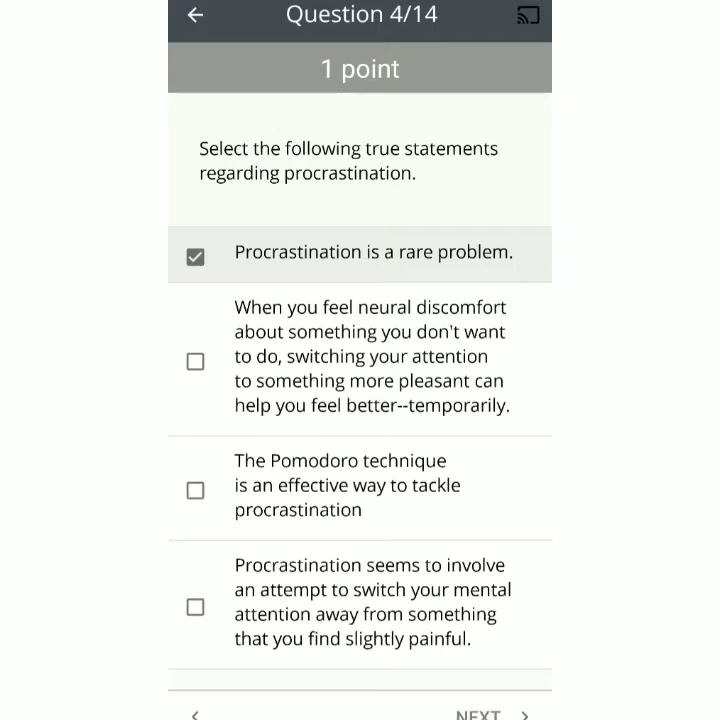 Question 4/14
1 point
Select the following true statements
regarding procrastination.
Procrastination is a rare problem.
When you feel neural discomfort
about something you don't want
to do, switching your attention
to something more pleasant can
help you feel better--temporarily.
The Pomodoro technique
is an effective way to tackle
procrastination
Procrastination seems to involve
an attempt to switch your mental
attention away from something
that you find slightly painful.
NEXT